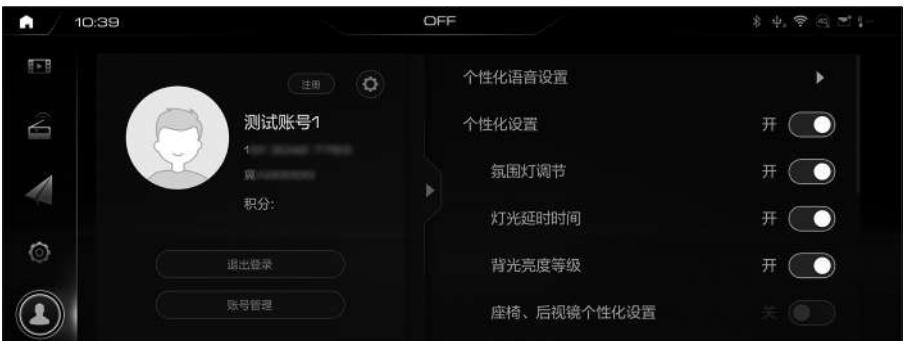 10:39
OFF
4G
注册
测试账号1
1
冀
积分:
退出登录
账号管理
个性化语音设置
个性化设置 开
氛围灯调节 开
灯光延时时间 开
背光亮度等级 开
座椅、后视镜个性化设置 关